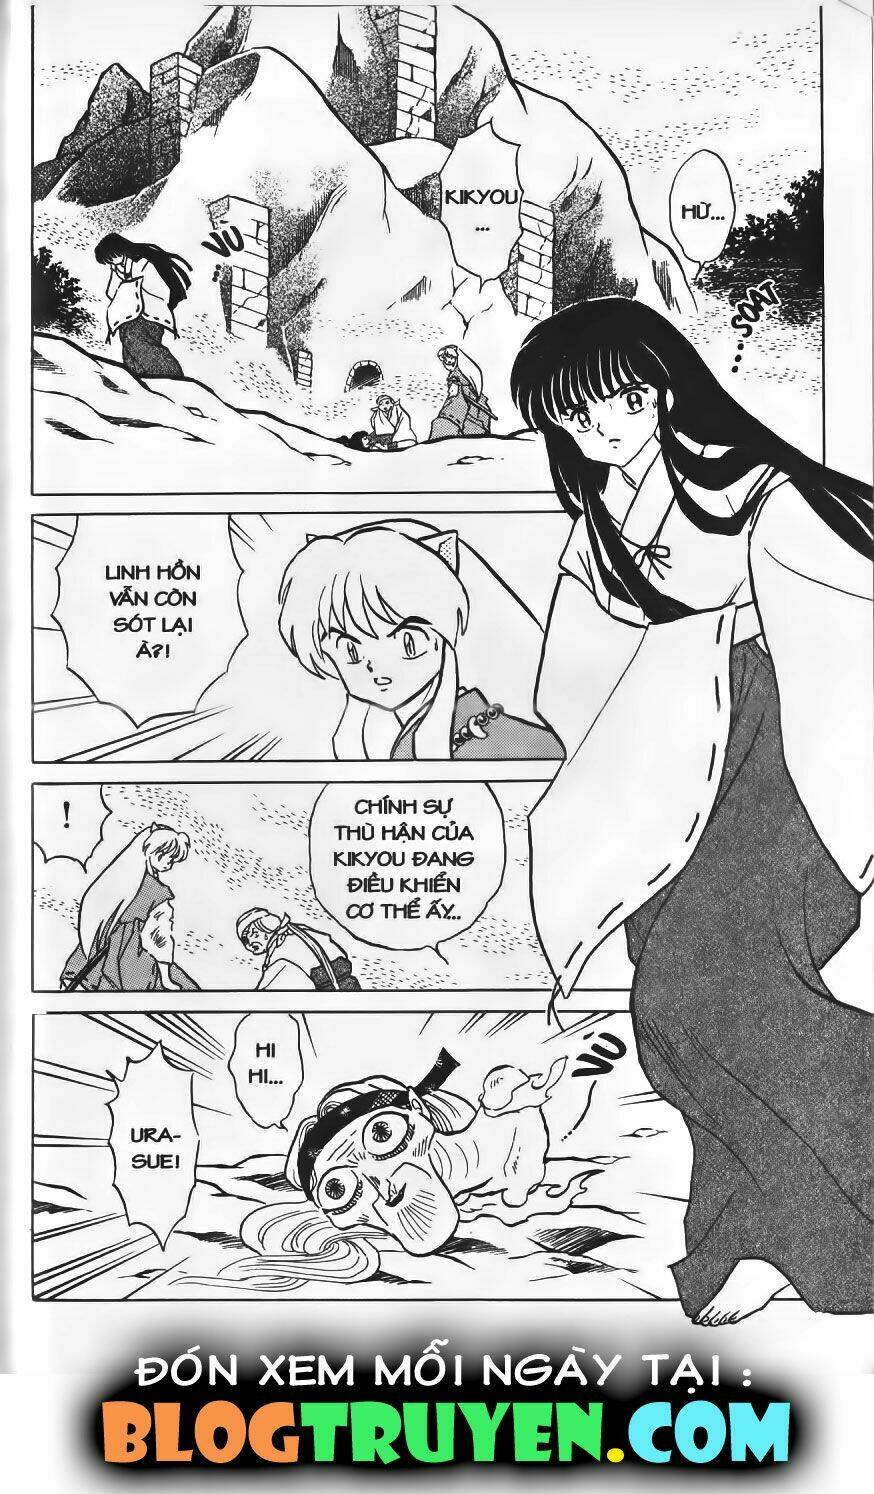 KIKYOU
...
HỪ...
VÙ
...
...SOẠT
LINH HỒN
VẪN CÒN
SÓT LẠI
À?!
!
CHÍNH SỰ
THÙ HẬN CỦA
KIKYOU ĐANG
ĐIỀU KHIỂN
CƠ THỂ ẤY...
HI
HI...
URA-
SUE!
VÙ
...
ĐÓN XEM MỖI NGÀY TẠI :
BLOGTRUYEN.COM